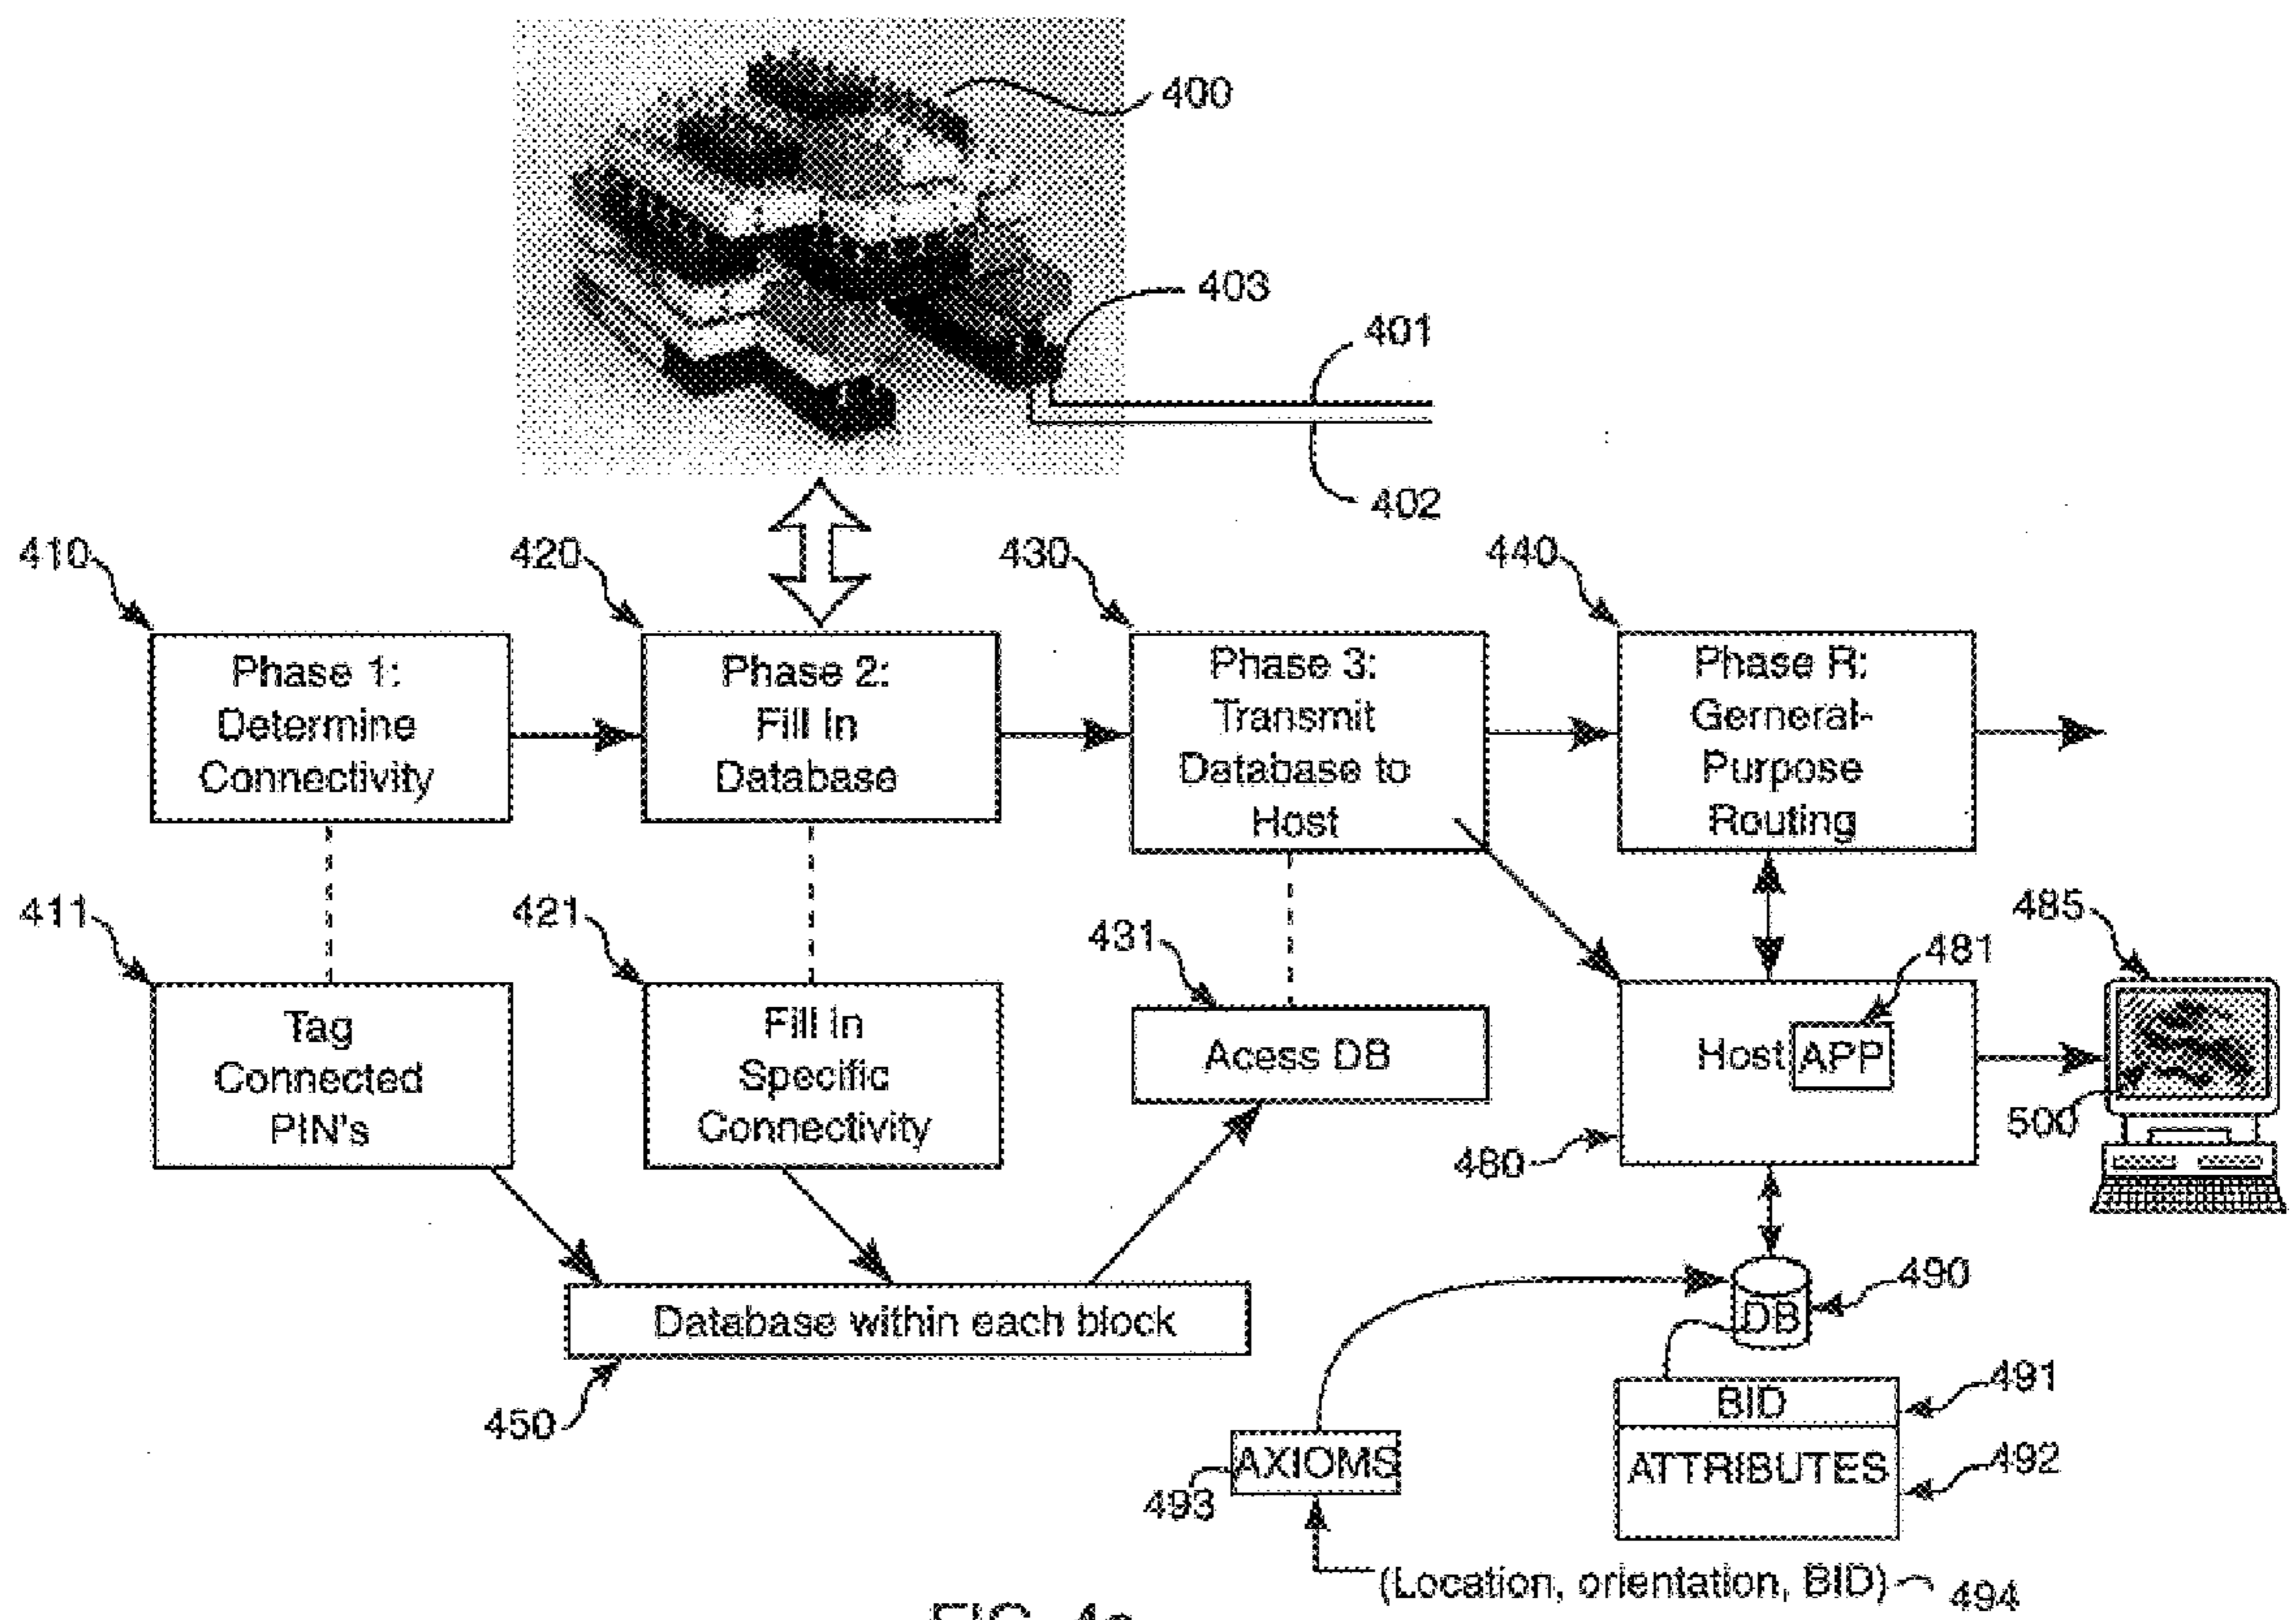 400
403
401
402
410
420
430
440
Phase 1:
Determine
Connectivity
Phase 2:
Fill In
Database
Phase 3:
Transmit
Database to
Host
Phase R:
Gerneral-
Purpose
Routing
411
421
431
481
485
Tag
Connected
PIN's
Fill In
Specific
Connectivity
Acess DB
Host
APP
500
480
Database within each block
450
490
DB
BID
491
ATTRIBUTES
492
AXIOMS
493
(Location, orientation, BID)
494